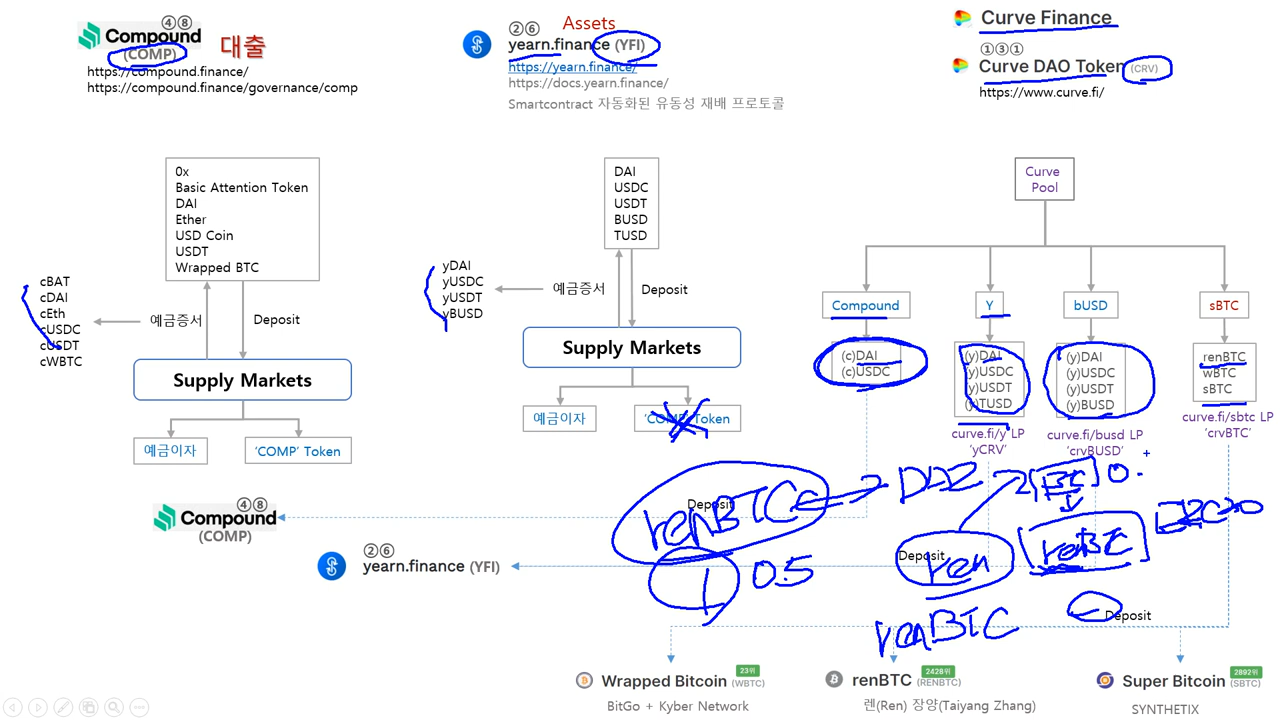 ④⑧
Compound
(COMP)
대출
https://compound.finance/
https://compound.finance/governance/comp
②⑥
Assets
yearn.finance (YFI)
https://yearn.finance/
https://docs.yearn.finance/
Smartcontract 자동화된 유동성 재배 프로토콜
Curve Finance
①③①
Curve DAO Token (CRV)
https://www.curve.fi/
0x
Basic Attention Token
DAI
Ether
USD Coin
USDT
Wrapped BTC
cBAT
cDAI
cEth
cUSDC
cUSDT
cWBTC
예금증서
Deposit
Supply Markets
예금이자
‘COMP’ Token
DAI
USDC
USDT
BUSD
TUSD
yDAI
yUSDC
yUSDT
yBUSD
예금증서
Deposit
Supply Markets
예금이자
‘COMP’ Token
Curve
Pool
Compound
Y
bUSD
sBTC
(c)DAI
(c)USDC
(y)DAI
(y)USDC
(y)USDT
(y)TUSD
(y)DAI
(y)USDC
(y)USDT
(y)BUSD
renBTC
wBTC
sBTC
curve.fi/y LP
‘yCRV’
curve.fi/busd LP
‘crvBUSD’
curve.fi/sbtc LP
‘crvBTC’
Deposit
renBTC
④⑧
Compound
(COMP)
②⑥
yearn.finance (YFI)
1
0.5
Deposit
ren
renBTC
Deposit
Wrapped Bitcoin (WBTC)
23위
BitGo + Kyber Network
renBTC (RENBTC)
2428위
렌(Ren) 장양(Taiyang Zhang)
Super Bitcoin (SBTC)
2892위
SYNTHETIX